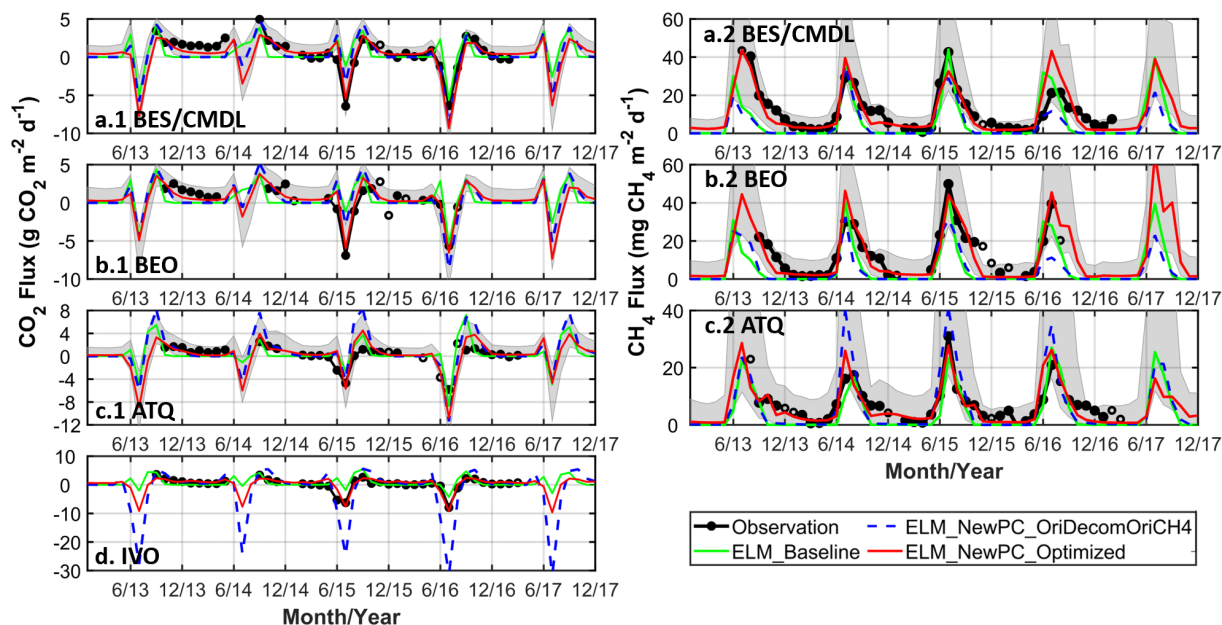 5
0
-5
-10
a.1 BES/CMDL
6/13 12/13 6/14 12/14 6/15 12/15 6/16 12/16 6/17 12/17
5
0
-5
-10
b.1 BEO
6/13 12/13 6/14 12/14 6/15 12/15 6/16 12/16 6/17 12/17
8
4
0
-4
-8
-12
c.1 ATQ
6/13 12/13 6/14 12/14 6/15 12/15 6/16 12/16 6/17 12/17
10
0
-10
-20
-30
d. IVO
6/13 12/13 6/14 12/14 6/15 12/15 6/16 12/16 6/17 12/17
Month/Year
CO₂ Flux (g CO₂ m⁻² d⁻¹)
60
40
20
0
a.2 BES/CMDL
6/13 12/13 6/14 12/14 6/15 12/15 6/16 12/16 6/17 12/17
60
40
20
0
b.2 BEO
6/13 12/13 6/14 12/14 6/15 12/15 6/16 12/16 6/17 12/17
40
20
0
c.2 ATQ
6/13 12/13 6/14 12/14 6/15 12/15 6/16 12/16 6/17 12/17
Month/Year
CH₄ Flux (mg CH₄ m⁻² d⁻¹)
Observation
ELM_NewPC_OriDecomOriCH4
ELM_Baseline
ELM_NewPC_Optimized